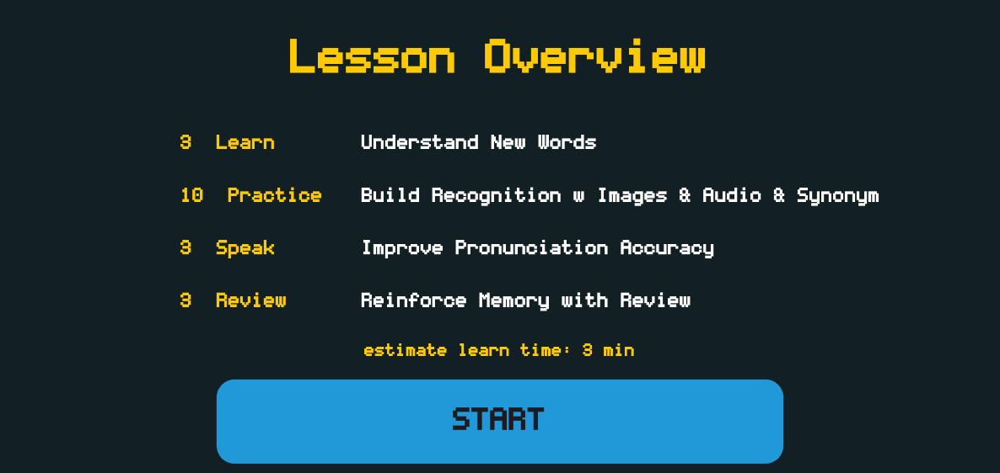 Lesson Overview
3 Learn Understand New Words
10 Practice Build Recognition w Images & Audio & Synonym
3 Speak Improve Pronunciation Accuracy
3 Review Reinforce Memory with Review
estimate learn time: 3 min
START